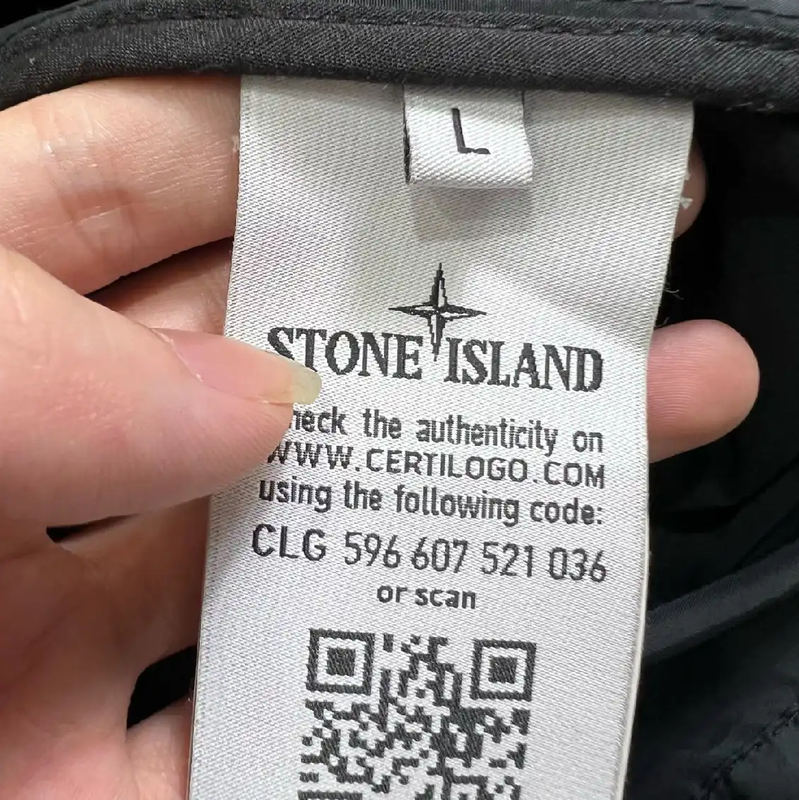 L
STONE ISLAND
heck the authenticity on
WWW.CERTILOGO.COM
using the following code:
CLG 596 607 521 036
or scan